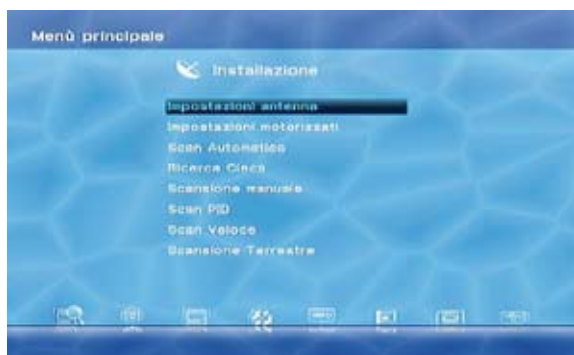 Menù principale
Installazione
Impostazioni antenna
Impostazioni motorizzati
Scan Automatico
Ricerca Cieca
Scansione manuale
Scan PID
Scan Veloce
Scansione Terrestre